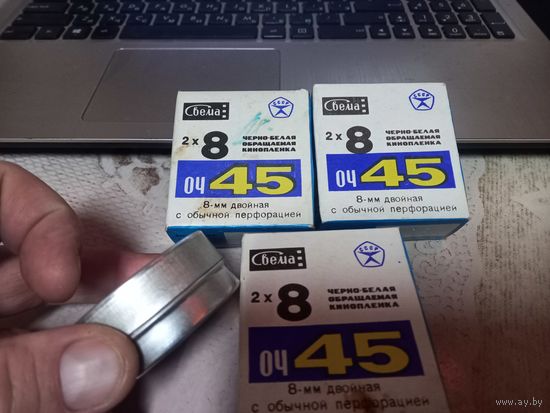 Свема
СССР
2 x 8
ЧЕРНО-БЕЛАЯ
ОБРАЩАЕМАЯ
КИНОПЛЕНКА
ОЧ 45
8-мм двойная
с обычной перфорацией
Свема
СССР
2 x 8
ЧЕРНО-БЕЛАЯ
ОБРАЩАЕМАЯ
КИНОПЛЕНКА
ОЧ 45
8-мм двойная
с обычной перфорацией
Свема
СССР
2 x 8
ЧЕРНО-БЕЛАЯ
ОБРАЩАЕМАЯ
КИНОПЛЕНКА
ОЧ 45
8-мм двойная
с обычной перфорацией
www.ay.by